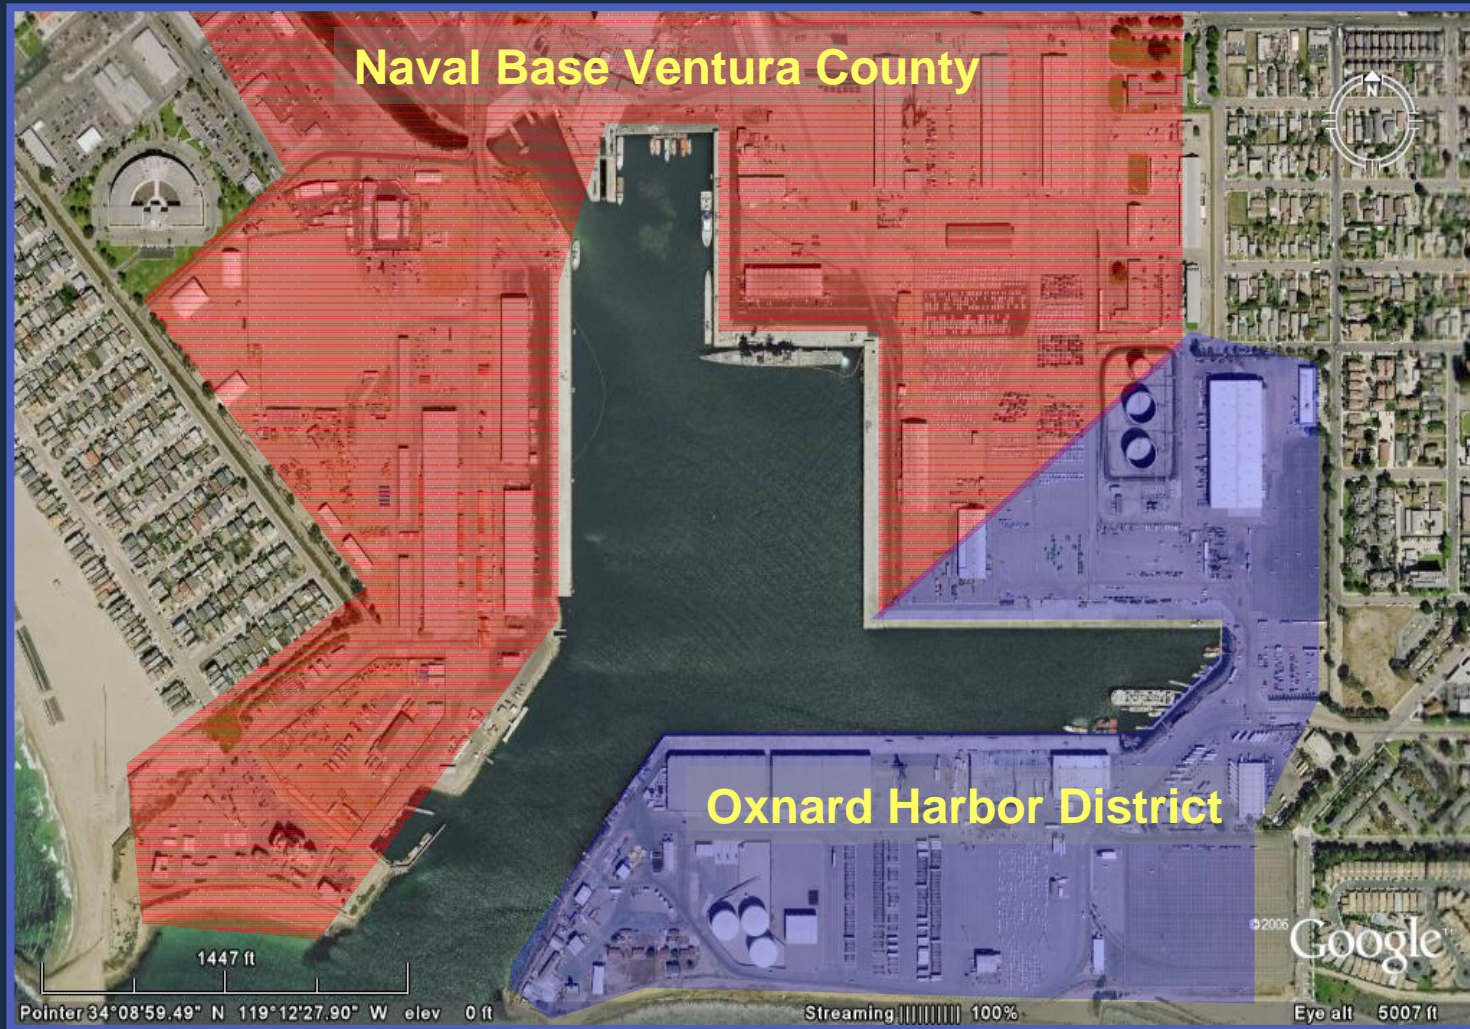 Naval Base Ventura County
N
Oxnard Harbor District
©2006 Google™
1447 ft
Pointer 34°08'59.49" N 119°12'27.90" W elev 0 ft
Streaming |||||||||| 100%
Eye alt 5007 ft